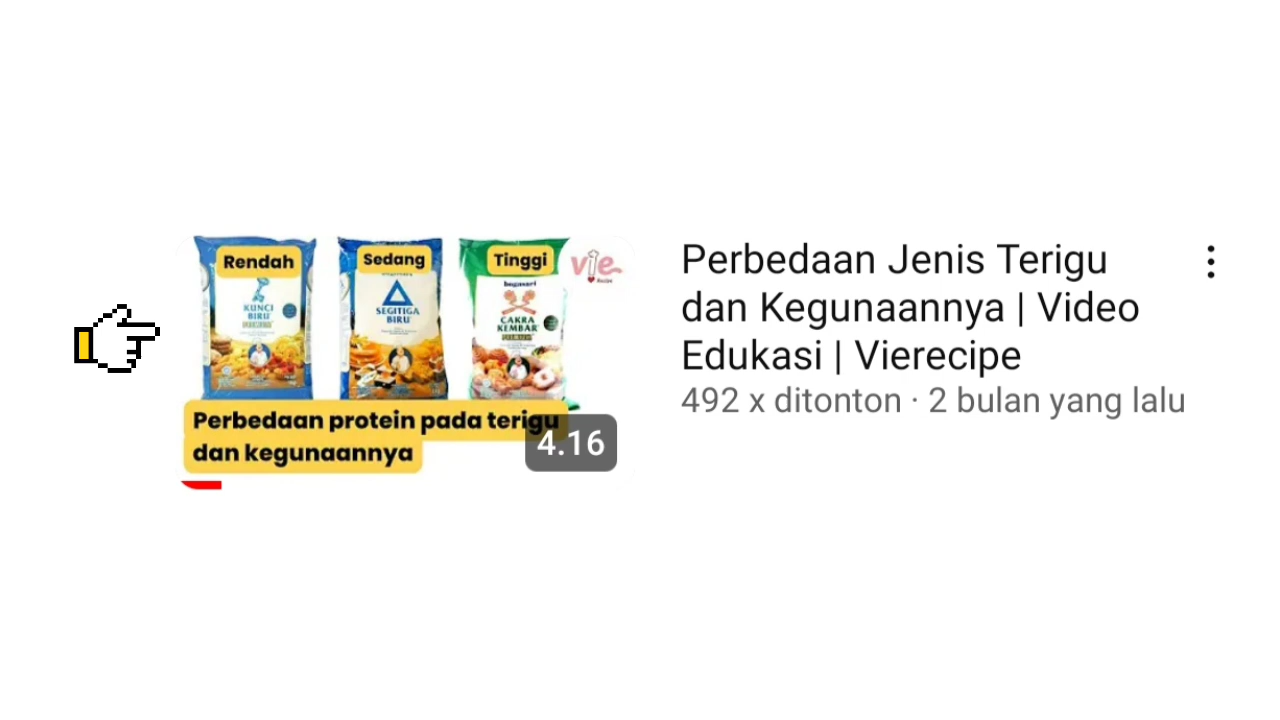 Rendah
Sedang
Tinggi
vie
KUNCI
BIRU
SEGITIGA
BIRU
bogasari
CAKRA
KEMBAR
Perbedaan protein pada terigu
dan kegunaannya
4.16
Perbedaan Jenis Terigu
dan Kegunaannya | Video
Edukasi | Vierecipe
492 x ditonton · 2 bulan yang lalu